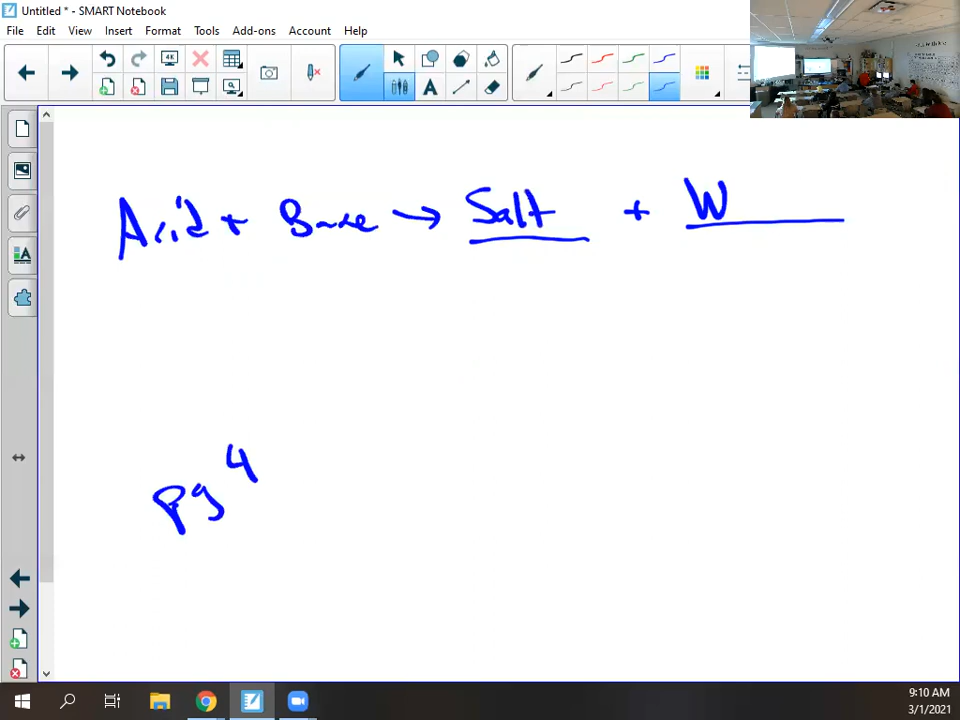 Untitled * - SMART Notebook
File Edit View Insert Format Tools Add-ons Account Help
Acid + Base → Salt + W
pg 4
9:10 AM
3/1/2021